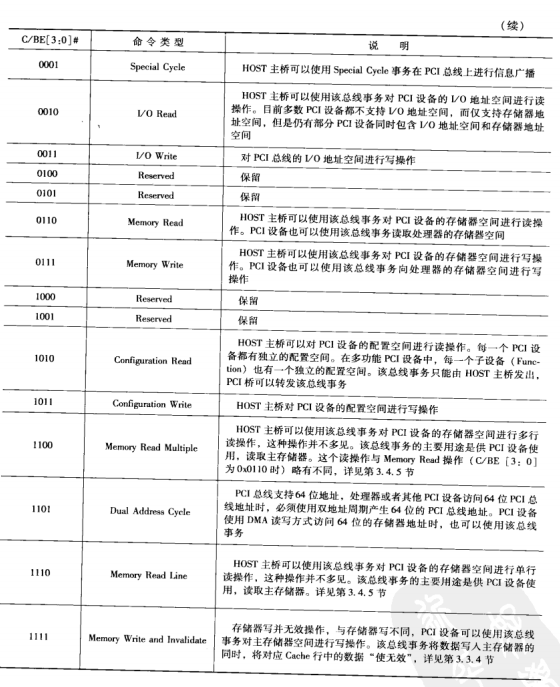 (续)
C/BE[3:0]# 命令类型 说 明
0001 Special Cycle HOST 主桥可以使用 Special Cycle 事务在 PCI 总线上进行信息广播
HOST 主桥可以使用该总线事务对 PCI 设备的 I/O 地址空间进行读
0010 I/O Read 操作。目前多数 PCI 设备都不支持 I/O 地址空间，而仅支持存储器地
址空间，但是仍有部分 PCI 设备同时包含 I/O 地址空间和存储器地址
空间
0011 I/O Write 对 PCI 总线的 I/O 地址空间进行写操作
0100 Reserved 保留
0101 Reserved 保留
0110 Memory Read HOST 主桥可以使用该总线事务对 PCI 设备的存储器空间进行读操
作。PCI 设备也可以使用该总线事务读取处理器的存储器空间
HOST 主桥可以使用该总线事务对 PCI 设备的存储器空间进行写操
0111 Memory Write 作。PCI 设备也可以使用该总线事务向处理器的存储器空间进行写
操作
1000 Reserved 保留
1001 Reserved 保留
HOST 主桥可以对 PCI 设备的配置空间进行读操作。每一个 PCI 设
1010 Configuration Read 备都有独立的配置空间。在多功能 PCI 设备中，每一个子设备（Func-
tion）也有一个独立的配置空间。该总线事务只能由 HOST 主桥发出，
PCI 桥可以转发该总线事务
1011 Configuration Write HOST 主桥对 PCI 设备的配置空间进行写操作
HOST 主桥可以使用该总线事务对 PCI 设备的存储器空间进行多行
1100 Memory Read Multiple 读操作，这种操作并不多见。该总线事务的主要用途是供 PCI 设备使
用，读取主存储器。这个读操作与 Memory Read 操作（C/BE [3：0]
为 0x0110 时）略有不同，详见第 3.4.5 节
PCI 总线支持 64 位地址，处理器或者其他 PCI 设备访问 64 位 PCI 总
1101 Dual Address Cycle 线地址时，必须使用双地址周期产生 64 位的 PCI 总线地址。PCI 设备
使用 DMA 读写方式访问 64 位的存储器地址时，也可以使用该总线
事务
HOST 主桥可以使用该总线事务对 PCI 设备的存储器空间进行单行
1110 Memory Read Line 读操作，这种操作并不多见。该总线事务的主要用途是供 PCI 设备使
用，读取主存储器。详见第 3.4.5 节
存储器写并无效操作，与存储器写不同，PCI 设备可以使用该总线
1111 Memory Write and Invalidate 事务对主存储器空间进行写操作。该总线事务将数据写入主存储器的
同时，将对应 Cache 行中的数据“使无效”，详见第 3.3.4 节